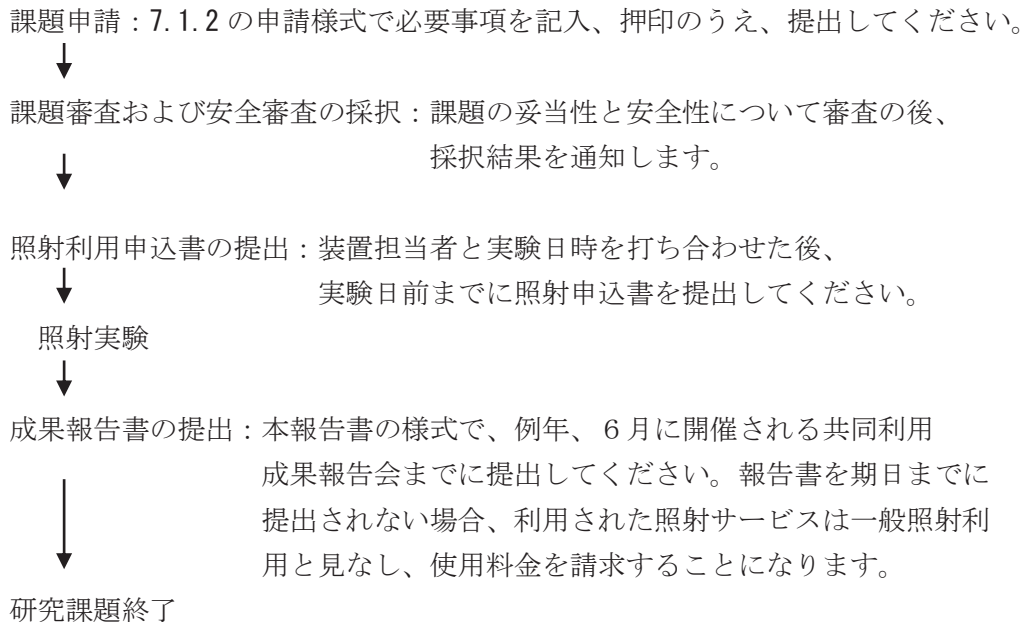 課題申請：7.1.2 の申請様式で必要事項を記入、押印のうえ、提出してください。
課題審査および安全審査の採択：課題の妥当性と安全性について審査の後、
採択結果を通知します。
照射利用申込書の提出：装置担当者と実験日時を打ち合わせた後、
実験日前までに照射申込書を提出してください。
照射実験
成果報告書の提出：本報告書の様式で、例年、６月に開催される共同利用
成果報告会までに提出してください。報告書を期日までに
提出されない場合、利用された照射サービスは一般照射利
用と見なし、使用料金を請求することになります。
研究課題終了